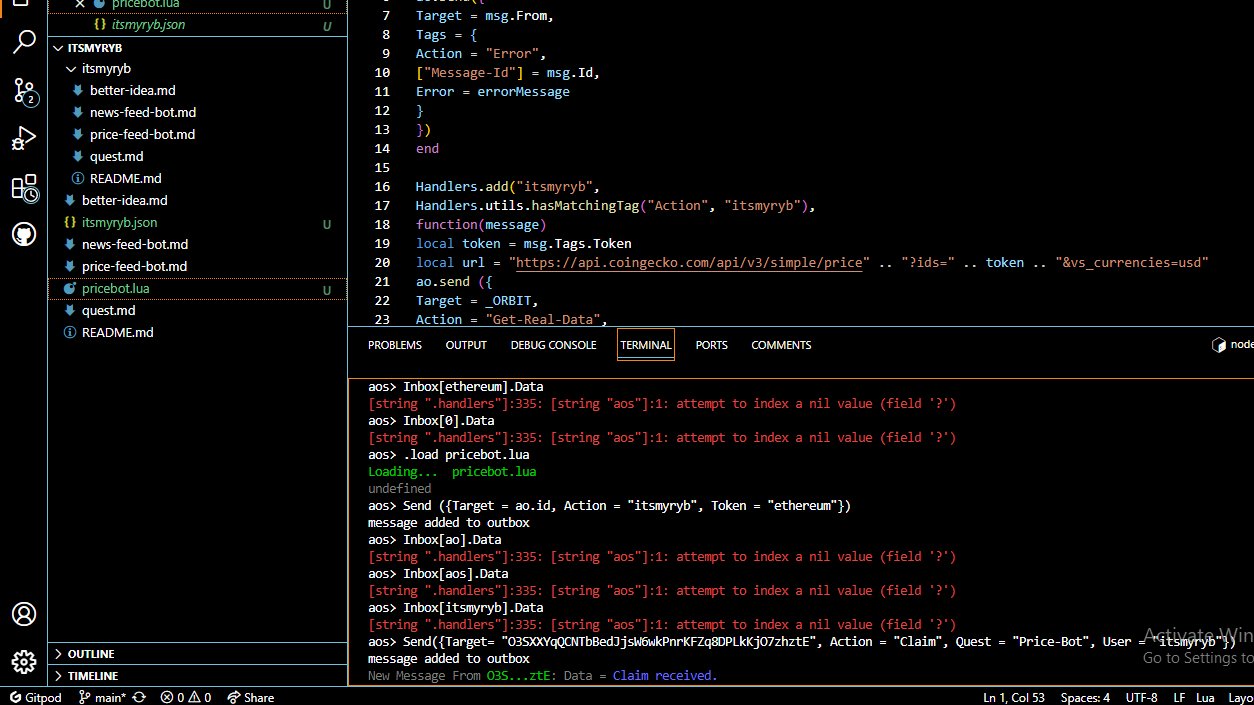 pricebot.lua U
itsmyryb.json U
ITSMYRYB
itsmyryb
better-idea.md
news-feed-bot.md
price-feed-bot.md
quest.md
README.md
better-idea.md
itsmyryb.json U
news-feed-bot.md
price-feed-bot.md
pricebot.lua U
quest.md
README.md
OUTLINE
TIMELINE
2
7 Target = msg.From,
8 Tags = {
9 Action = "Error",
10 ["Message-Id"] = msg.Id,
11 Error = errorMessage
12 }
13 })
14 end
15
16 Handlers.add("itsmyryb",
17 Handlers.utils.hasMatchingTag("Action", "itsmyryb"),
18 function(message)
19 local token = msg.Tags.Token
20 local url = "https://api.coingecko.com/api/v3/simple/price" .. "?ids=" .. token .. "&vs_currencies=usd"
21 ao.send ({
22 Target = _ORBIT,
23 Action = "Get-Real-Data",
PROBLEMS OUTPUT DEBUG CONSOLE TERMINAL PORTS COMMENTS node
aos> Inbox[ethereum].Data
[string ".handlers"]:335: [string "aos"]:1: attempt to index a nil value (field '?')
aos> Inbox[0].Data
[string ".handlers"]:335: [string "aos"]:1: attempt to index a nil value (field '?')
aos> .load pricebot.lua
Loading... pricebot.lua
undefined
aos> Send ({Target = ao.id, Action = "itsmyryb", Token = "ethereum"})
message added to outbox
aos> Inbox[ao].Data
[string ".handlers"]:335: [string "aos"]:1: attempt to index a nil value (field '?')
aos> Inbox[aos].Data
[string ".handlers"]:335: [string "aos"]:1: attempt to index a nil value (field '?')
aos> Inbox[itsmyryb].Data
[string ".handlers"]:335: [string "aos"]:1: attempt to index a nil value (field '?')
aos> Send({Target= "O3SXXYqQCNTbBedJjsW6wkPnrKFZq8DPLkKjO7zhztE", Action = "Claim", Quest = "Price-Bot", User = "itsmyryb"})
message added to outbox
New Message From O3S...ztE: Data = Claim received.
Activate Win
Go to Settings to
Gitpod main* 0 0 Share Ln 1, Col 53 Spaces: 4 UTF-8 LF Lua Layo